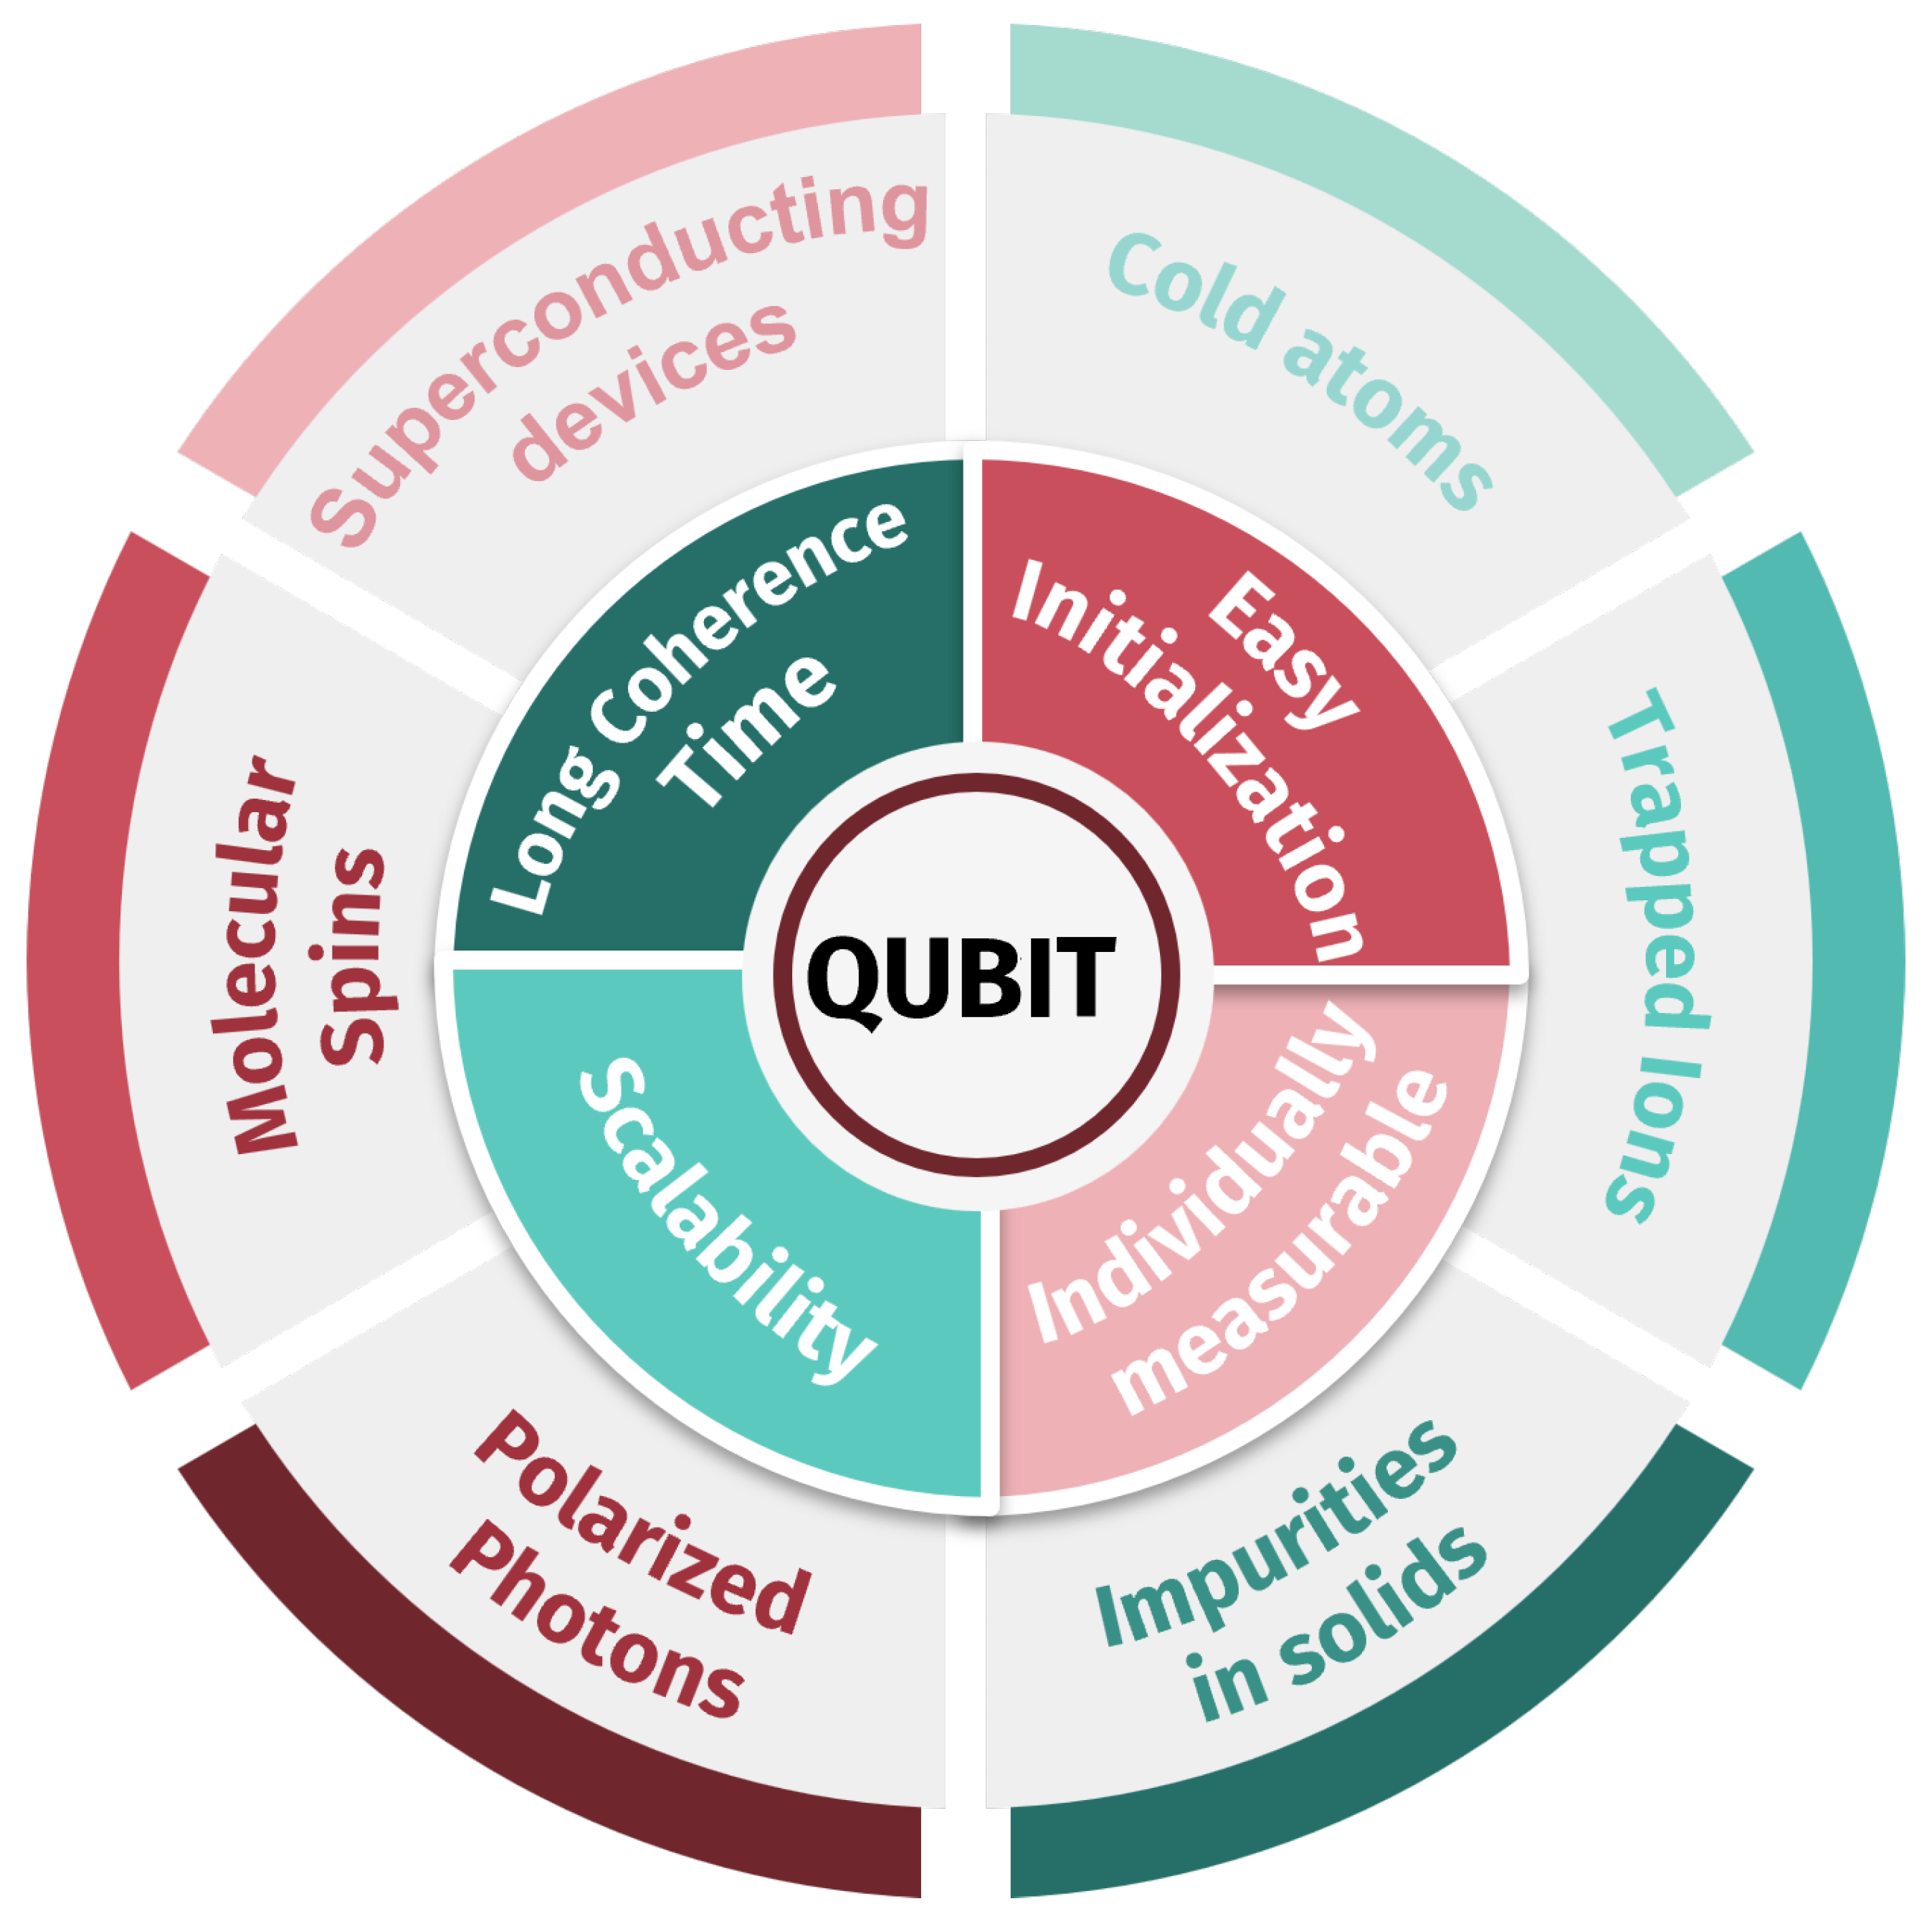 Superconducting
devices
Cold atoms
Trapped Ions
Impurities
in solids
Polarized
Photons
Molecular
Spins
Long Coherence
Time
Easy
Initialization
Individually
measurable
Scalability
QUBIT